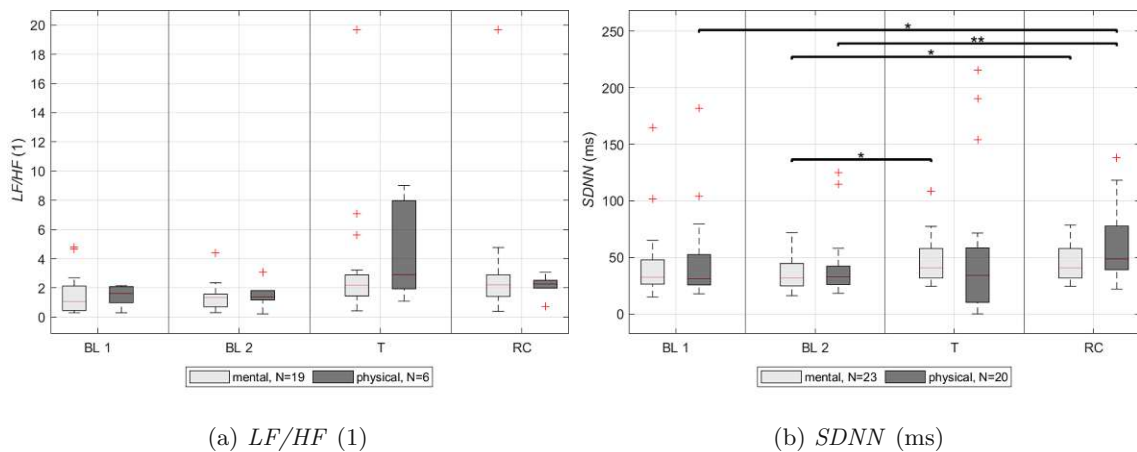 20
18
16
14
12
10
8
6
4
2
0
LF/HF (1)
BL 1 BL 2 T RC
mental, N=19 physical, N=6
(a) LF/HF (1)
250
200
150
100
50
0
SDNN (ms)
*
**
*
*
BL 1 BL 2 T RC
mental, N=23 physical, N=20
(b) SDNN (ms)